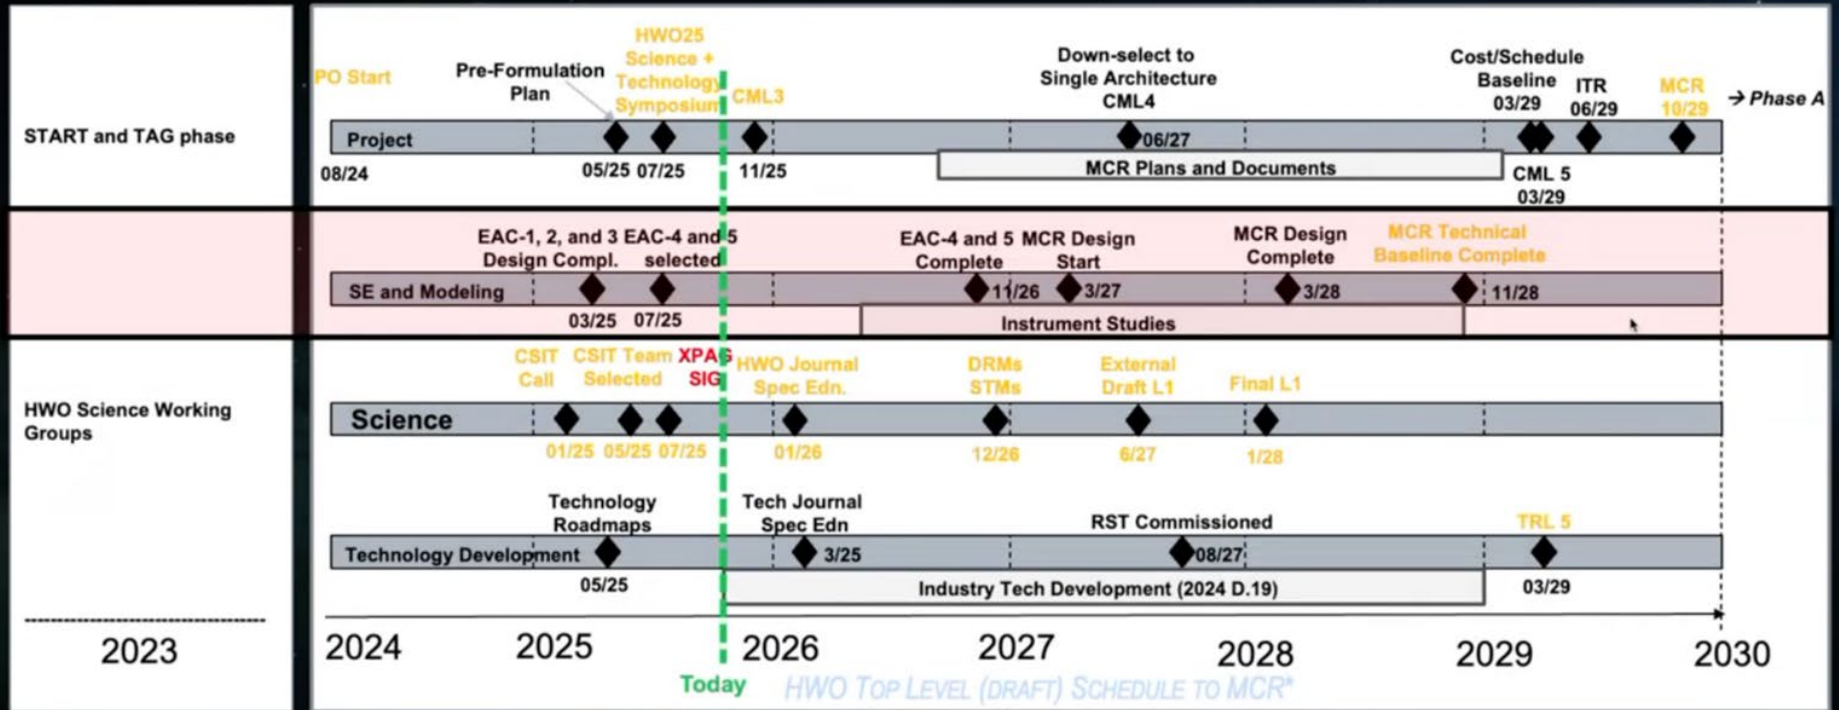 PO Start
Pre-Formulation
Plan
HWO25
Science +
Technology
Symposium
CML3
Down-select to
Single Architecture
CML4
Cost/Schedule
Baseline
03/29
ITR
06/29
MCR
10/29
→ Phase A
START and TAG phase
Project
06/27
08/24
05/25
07/25
11/25
MCR Plans and Documents
CML 5
03/29
EAC-1, 2, and 3
Design Compl.
EAC-4 and 5
selected
EAC-4 and 5
Complete
MCR Design
Start
MCR Design
Complete
MCR Technical
Baseline Complete
SE and Modeling
11/26
3/27
3/28
11/28
03/25
07/25
Instrument Studies
CSIT
Call
CSIT Team
Selected
XPAG
SIG
HWO Journal
Spec Edn.
DRMs
STMs
External
Draft L1
Final L1
HWO Science Working
Groups
Science
01/25
05/25
07/25
01/26
12/26
6/27
1/28
Technology
Roadmaps
Tech Journal
Spec Edn
RST Commissioned
TRL 5
Technology Development
3/25
08/27
05/25
Industry Tech Development (2024 D.19)
03/29
2023
2024
2025
2026
2027
2028
2029
2030
Today
HWO TOP LEVEL (DRAFT) SCHEDULE TO MCR*